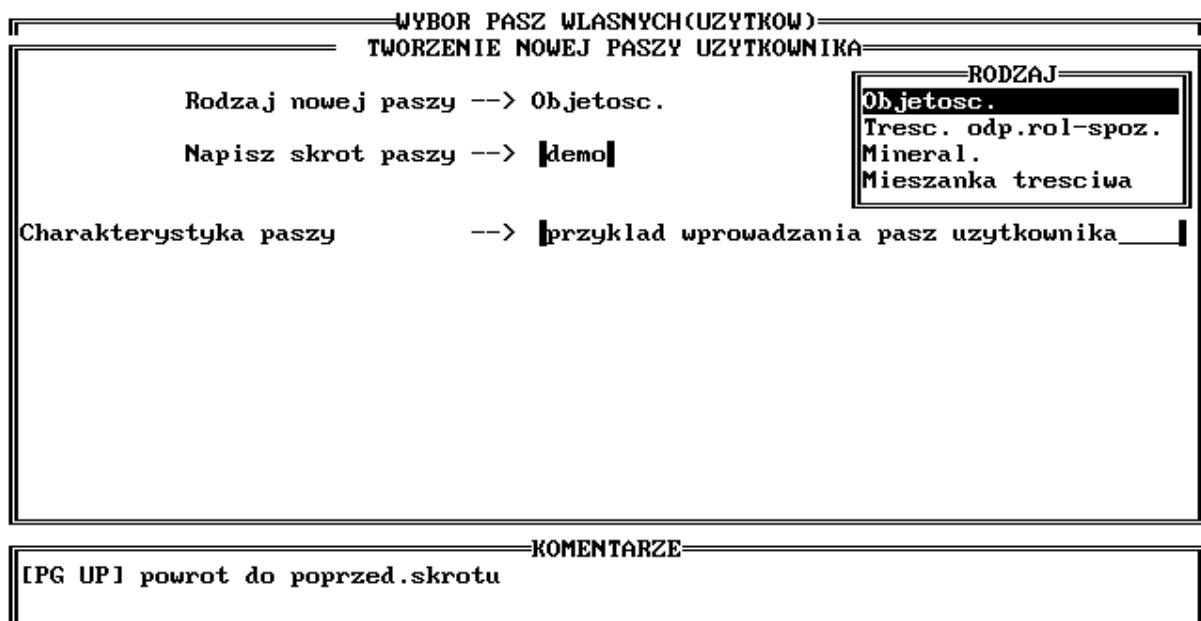 WYBOR PASZ WLASNYCH(UZYTKOW)
TWORZENIE NOWEJ PASZY UZYTKOWNIKA
RODZAJ
Rodzaj nowej paszy --> Objetosc.
Objetosc.
Tresc. odp.rol-spoz.
Napisz skrot paszy --> demo
Mineral.
Mieszanka tresciwa
Charakterystyka paszy --> przyklad wprowadzania pasz uzytkownika____
KOMENTARZE
[PG UP] powrot do poprzed.skrotu